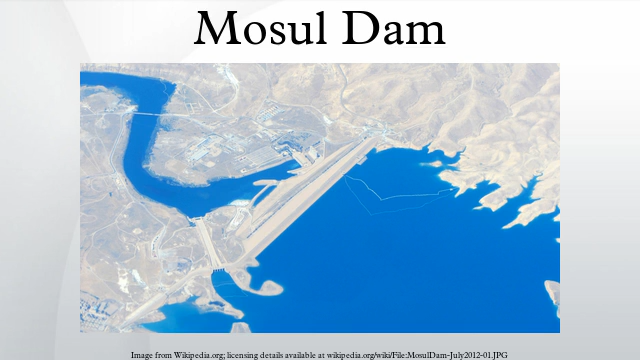 Mosul Dam
Image from Wikipedia.org; licensing details available at wikipedia.org/wiki/File:MosulDam-July2012-01.JPG